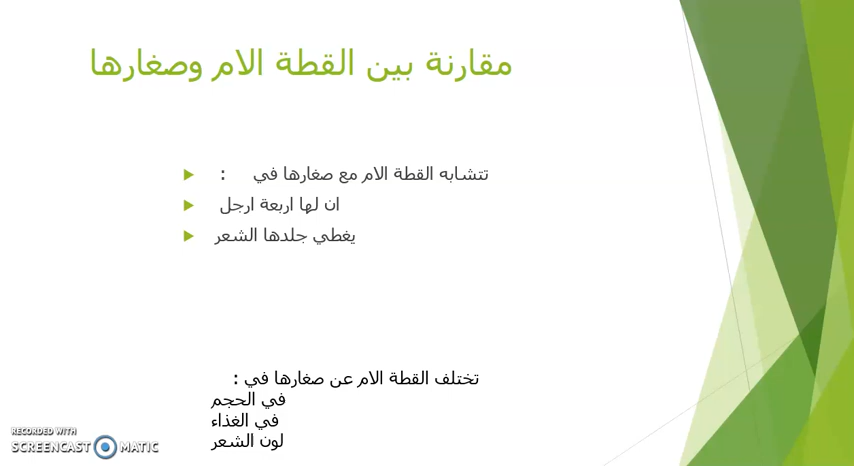 مقارنة بين القطة الام وصغارها
تتشابه القطة الام مع صغارها في :
ان لها اربعة ارجل
يغطي جلدها الشعر
تختلف القطة الام عن صغارها في :
في الحجم
في الغذاء
لون الشعر
RECORDED WITH
SCREENCAST MATIC